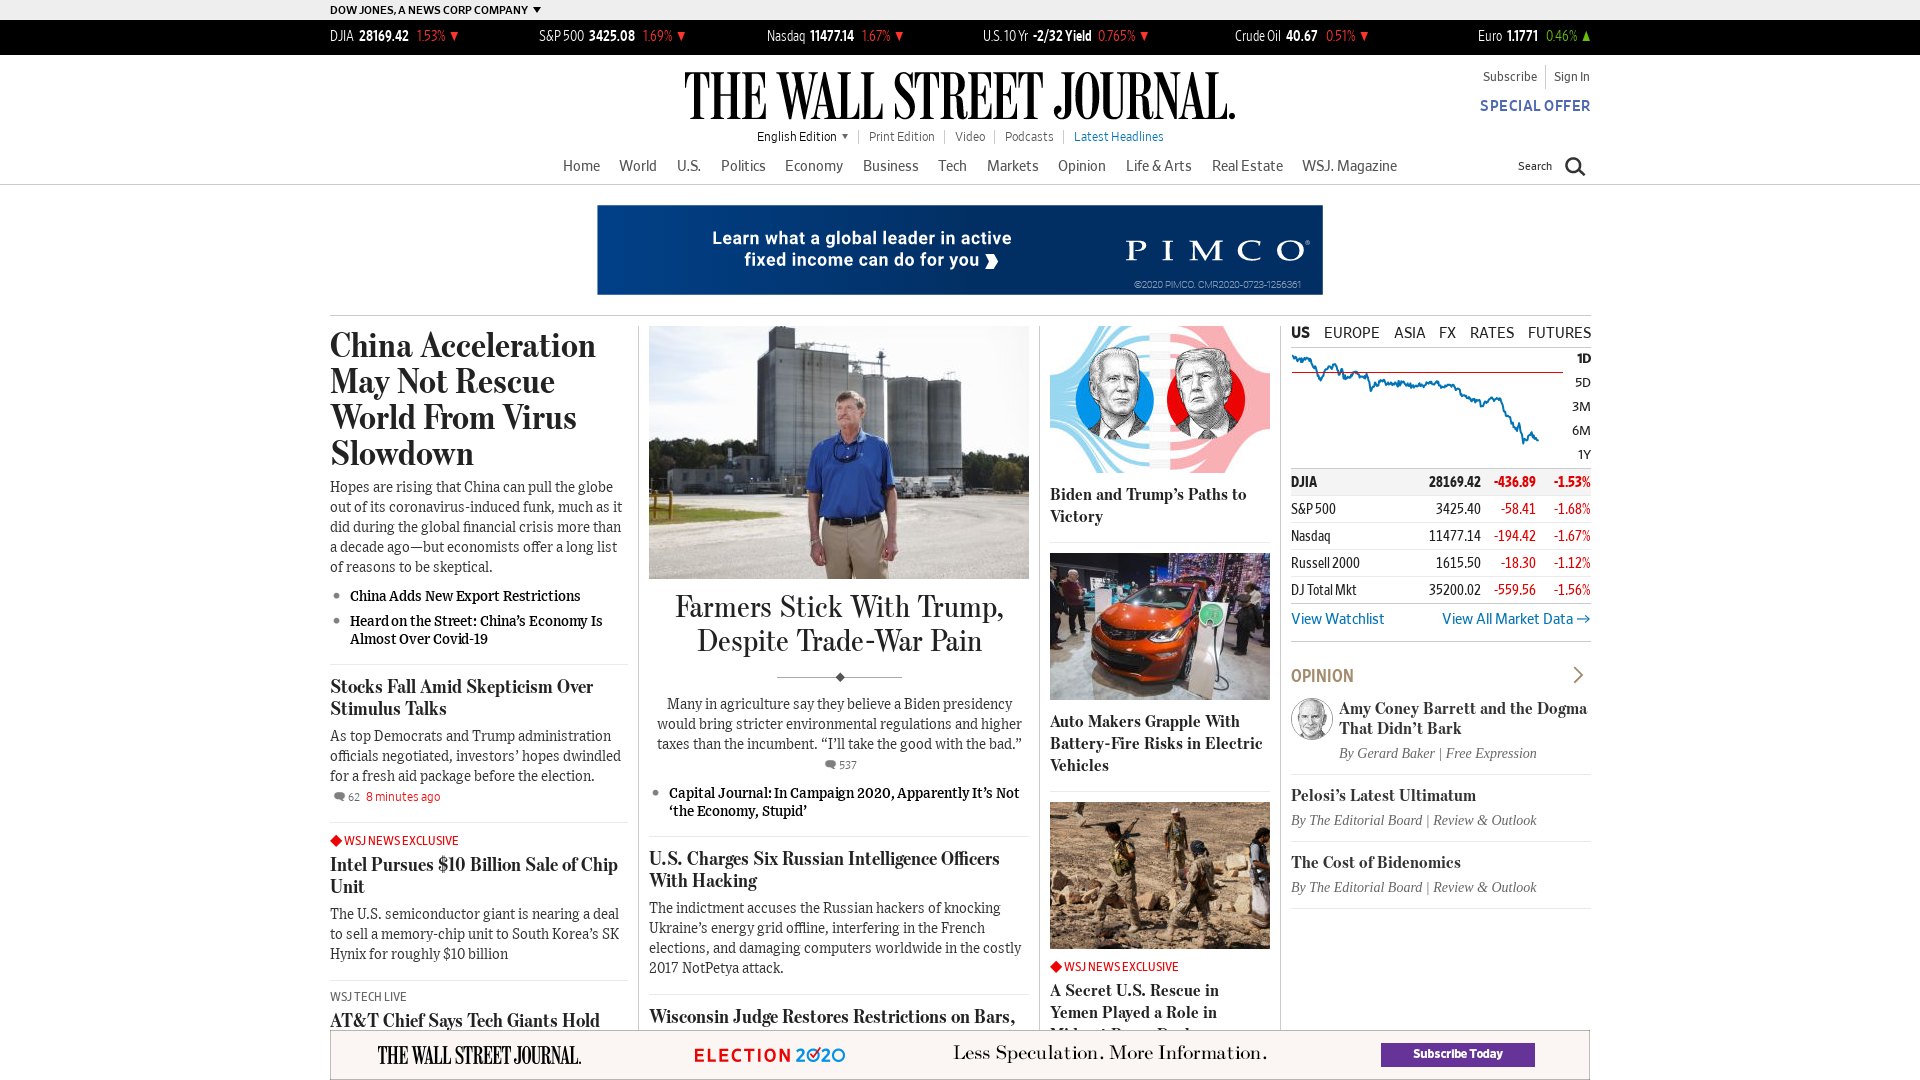 DOW JONES, A NEWS CORP COMPANY
DJIA 28169.42 1.53% S&P 500 3425.08 1.69% Nasdaq 11477.14 1.67% U.S. 10 Yr -2/32 Yield 0.765% Crude Oil 40.67 0.51% Euro 1.1771 0.46%
THE WALL STREET JOURNAL.
Subscribe Sign In
SPECIAL OFFER
English Edition Print Edition Video Podcasts Latest Headlines
Home World U.S. Politics Economy Business Tech Markets Opinion Life & Arts Real Estate WSJ. Magazine
Search
Learn what a global leader in active
fixed income can do for you
PIMCO®
©2020 PIMCO. CMR2020-0723-1256361
China Acceleration
May Not Rescue
World From Virus
Slowdown
Hopes are rising that China can pull the globe
out of its coronavirus-induced funk, much as it
did during the global financial crisis more than
a decade ago—but economists offer a long list
of reasons to be skeptical.
China Adds New Export Restrictions
Heard on the Street: China’s Economy Is
Almost Over Covid-19
Stocks Fall Amid Skepticism Over
Stimulus Talks
As top Democrats and Trump administration
officials negotiated, investors’ hopes dwindled
for a fresh aid package before the election.
62 8 minutes ago
WSJ NEWS EXCLUSIVE
Intel Pursues $10 Billion Sale of Chip
Unit
The U.S. semiconductor giant is nearing a deal
to sell a memory-chip unit to South Korea’s SK
Hynix for roughly $10 billion
WSJ TECH LIVE
AT&T Chief Says Tech Giants Hold
Farmers Stick With Trump,
Despite Trade-War Pain
Many in agriculture say they believe a Biden presidency
would bring stricter environmental regulations and higher
taxes than the incumbent. “I’ll take the good with the bad.”
537
Capital Journal: In Campaign 2020, Apparently It’s Not
‘the Economy, Stupid’
U.S. Charges Six Russian Intelligence Officers
With Hacking
The indictment accuses the Russian hackers of knocking
Ukraine’s energy grid offline, interfering in the French
elections, and damaging computers worldwide in the costly
2017 NotPetya attack.
Wisconsin Judge Restores Restrictions on Bars,
Biden and Trump’s Paths to
Victory
Auto Makers Grapple With
Battery-Fire Risks in Electric
Vehicles
WSJ NEWS EXCLUSIVE
A Secret U.S. Rescue in
Yemen Played a Role in
US EUROPE ASIA FX RATES FUTURES
1D
5D
3M
6M
1Y
DJIA 28169.42 -436.89 -1.53%
S&P 500 3425.40 -58.41 -1.68%
Nasdaq 11477.14 -194.42 -1.67%
Russell 2000 1615.50 -18.30 -1.12%
DJ Total Mkt 35200.02 -559.56 -1.56%
View Watchlist View All Market Data
OPINION
Amy Coney Barrett and the Dogma
That Didn’t Bark
By Gerard Baker | Free Expression
Pelosi’s Latest Ultimatum
By The Editorial Board | Review & Outlook
The Cost of Bidenomics
By The Editorial Board | Review & Outlook
THE WALL STREET JOURNAL. ELECTION 2020 Less Speculation. More Information. Subscribe Today